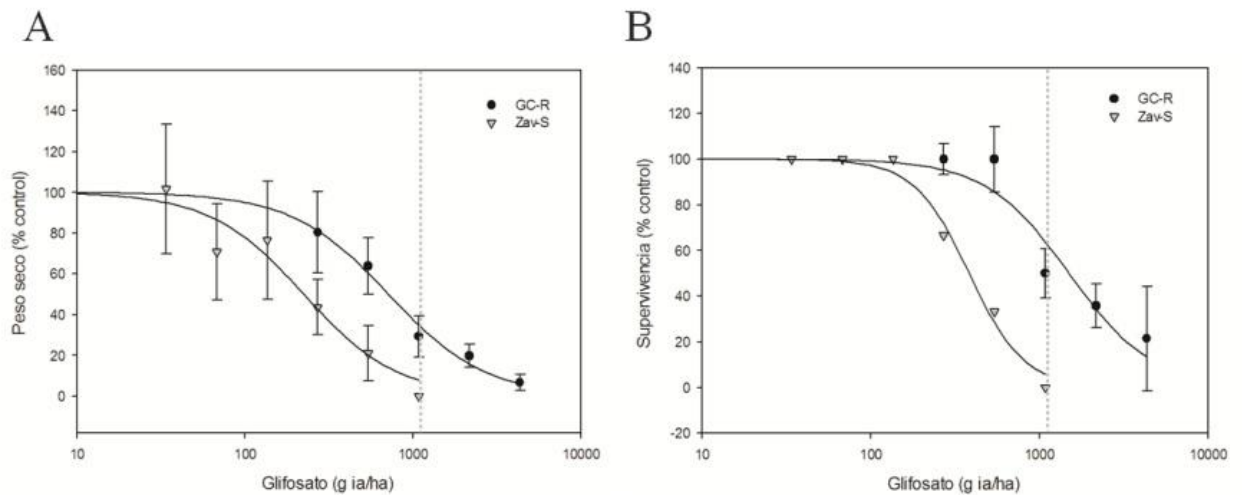 A
160
140
120
100
80
60
40
20
0
Peso seco (% control)
GC-R
Zav-S
10
100
1000
10000
Glifosato (g ia/ha)
B
140
120
100
80
60
40
20
0
-20
Supervivencia (% control)
GC-R
Zav-S
10
100
1000
10000
Glifosato (g ia/ha)